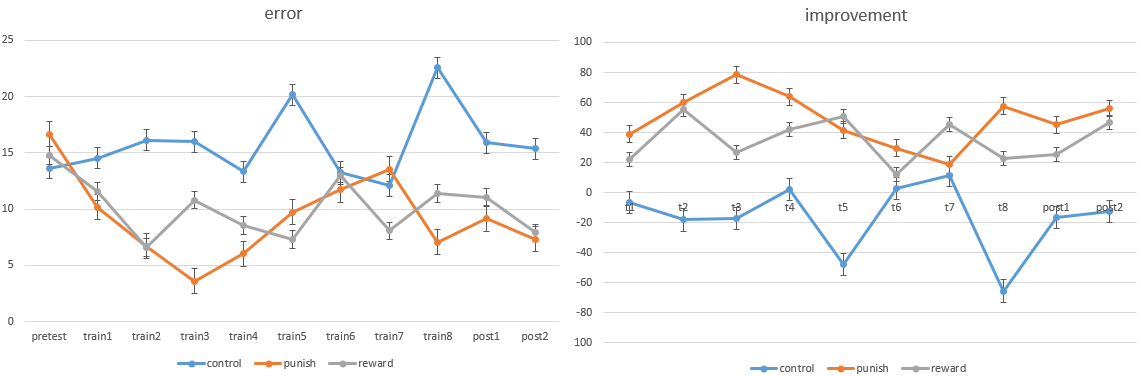 error
25
20
15
10
5
0
pretest train1 train2 train3 train4 train5 train6 train7 train8 post1 post2
control punish reward
improvement
100
80
60
40
20
0
-20
-40
-60
-80
100
t1 t2 t3 t4 t5 t6 t7 t8 post1 post2
control punish reward